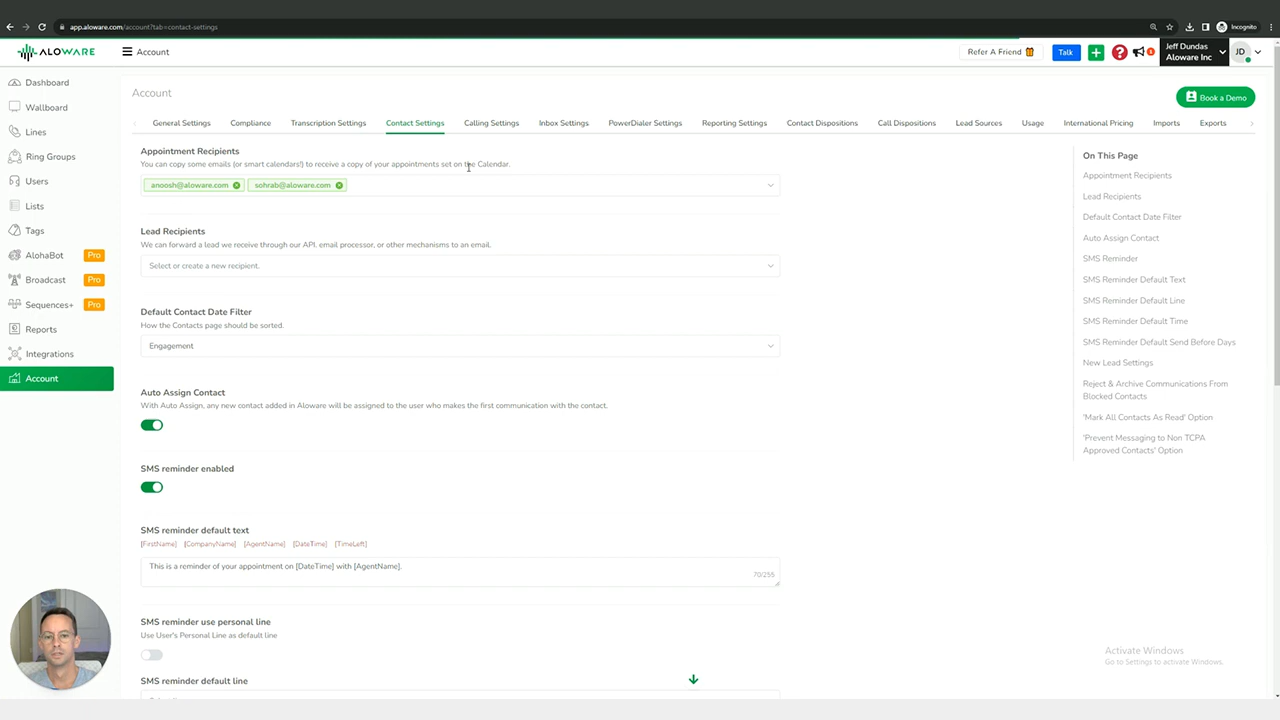 app.aloware.com/account?tab=contact-settings
Incognito
ALOWARE
Account
Refer A Friend
Talk
1
Jeff Dundas
Aloware Inc
JD
Dashboard
Wallboard
Lines
Ring Groups
Users
Lists
Tags
AlohaBot Pro
Broadcast Pro
Sequences+ Pro
Reports
Integrations
Account
Account
Book a Demo
General Settings Compliance Transcription Settings Contact Settings Calling Settings Inbox Settings PowerDialer Settings Reporting Settings Contact Dispositions Call Dispositions Lead Sources Usage International Pricing Imports Exports
Appointment Recipients
You can copy some emails (or smart calendars!) to receive a copy of your appointments set on the Calendar.
anoosh@aloware.com sohrab@aloware.com
Lead Recipients
We can forward a lead we receive through our API, email processor, or other mechanisms to an email.
Select or create a new recipient.
Default Contact Date Filter
How the Contacts page should be sorted.
Engagement
Auto Assign Contact
With Auto Assign, any new contact added in Aloware will be assigned to the user who makes the first communication with the contact.
SMS reminder enabled
SMS reminder default text
[FirstName] [CompanyName] [AgentName] [DateTime] [TimeLeft]
This is a reminder of your appointment on [DateTime] with [AgentName].
70/255
SMS reminder use personal line
Use User's Personal Line as default line
SMS reminder default line
On This Page
Appointment Recipients
Lead Recipients
Default Contact Date Filter
Auto Assign Contact
SMS Reminder
SMS Reminder Default Text
SMS Reminder Default Line
SMS Reminder Default Time
SMS Reminder Default Send Before Days
New Lead Settings
Reject & Archive Communications From
Blocked Contacts
'Mark All Contacts As Read' Option
'Prevent Messaging to Non TCPA
Approved Contacts' Option
Activate Windows
Go to Settings to activate Windows.